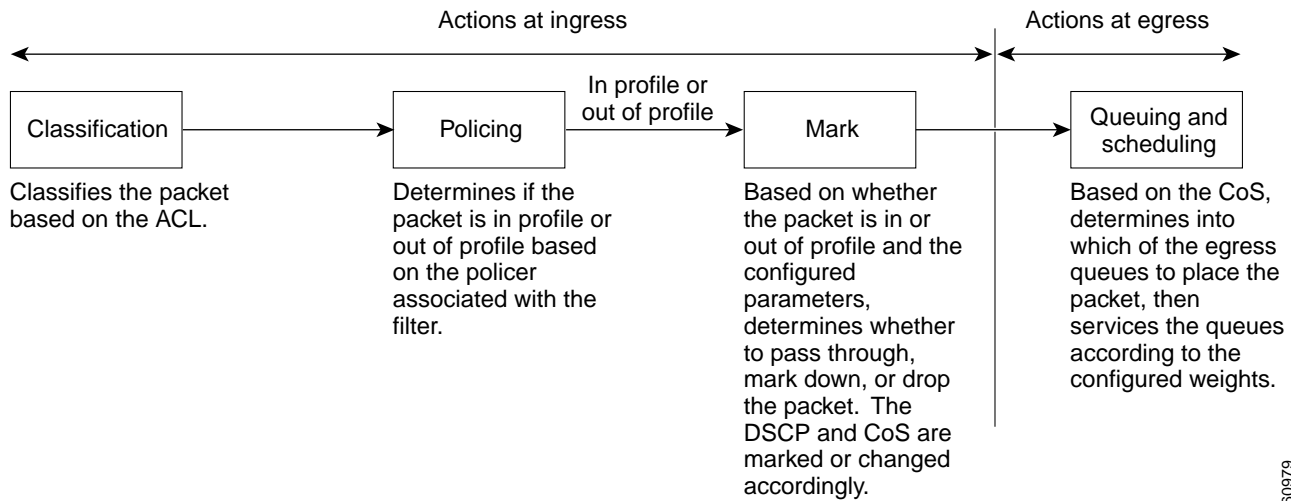 Actions at ingress
Actions at egress
In profile or
out of profile
Classification
Policing
Mark
Queuing and
scheduling
Classifies the packet
based on the ACL.
Determines if the
packet is in profile or
out of profile based
on the policer
associated with the
filter.
Based on whether
the packet is in or
out of profile and the
configured
parameters,
determines whether
to pass through,
mark down, or drop
the packet.  The
DSCP and CoS are
marked or changed
accordingly.
Based on the CoS,
determines into
which of the egress
queues to place the
packet, then
services the queues
according to the
configured weights.
60979